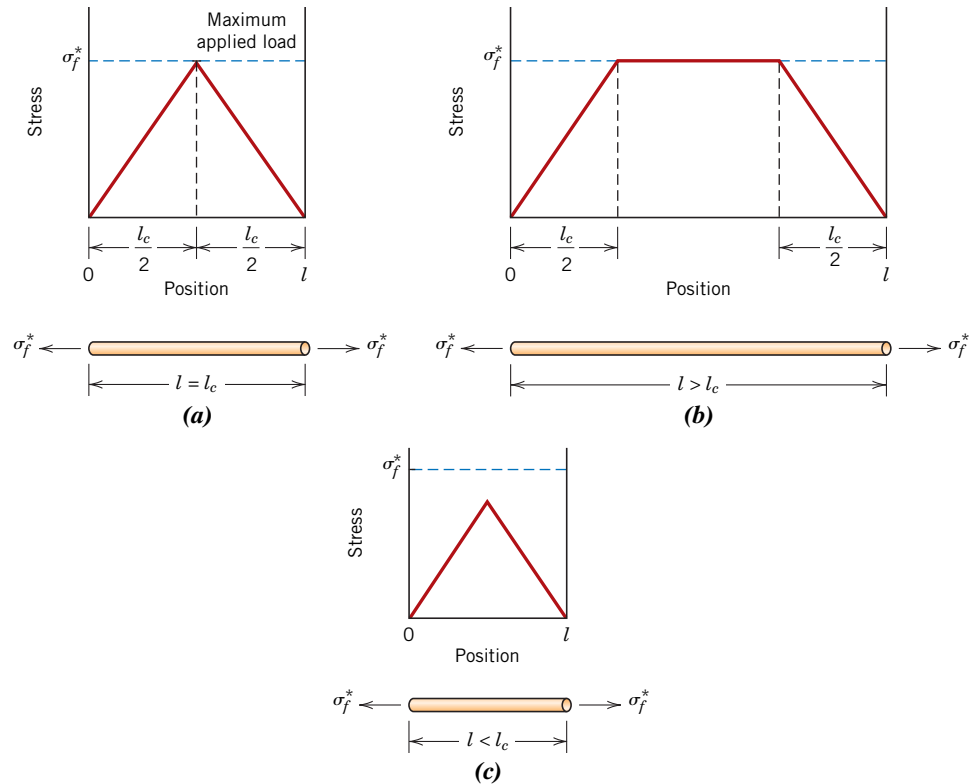 Maximum
applied load
σ*f
Stress
lc/2 lc/2
0 l
Position
σ*f σ*f
l = lc
(a)
σ*f
Stress
lc/2 lc/2
0 l
Position
σ*f σ*f
l > lc
(b)
σ*f
Stress
0 l
Position
σ*f σ*f
l < lc
(c)